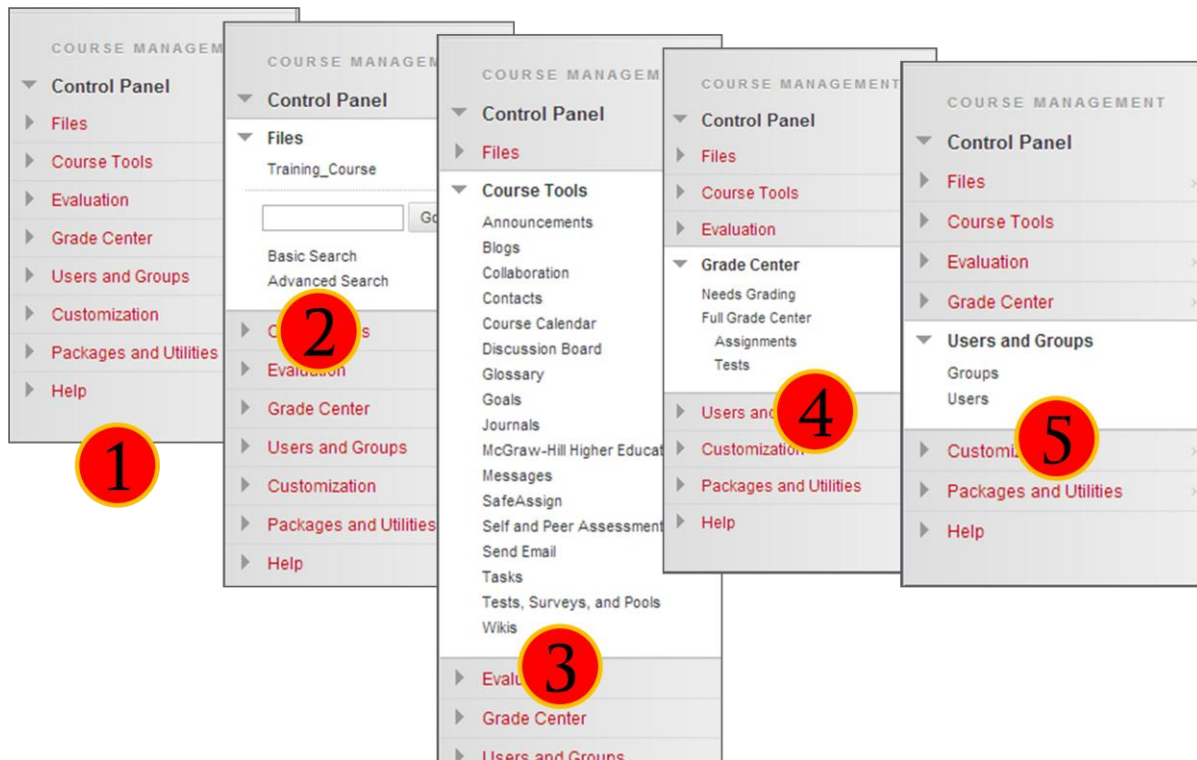 COURSE MANAGEM
Control Panel
Files
Course Tools
Evaluation
Grade Center
Users and Groups
Customization
Packages and Utilities
Help
1
COURSE MANAGEM
Control Panel
Files
Training_Course
Go
Basic Search
Advanced Search
2
Evaluation
Grade Center
Users and Groups
Customization
Packages and Utilities
Help
COURSE MANAGEM
Control Panel
Files
Course Tools
Announcements
Blogs
Collaboration
Contacts
Course Calendar
Discussion Board
Glossary
Goals
Journals
McGraw-Hill Higher Educat
Messages
SafeAssign
Self and Peer Assessment
Send Email
Tasks
Tests, Surveys, and Pools
Wikis
3
Grade Center
Users and Groups
COURSE MANAGEMENT
Control Panel
Files
Course Tools
Evaluation
Grade Center
Needs Grading
Full Grade Center
Assignments
Tests
Users and
4
Customization
Packages and Utilities
Help
COURSE MANAGEMENT
Control Panel
Files
Course Tools
Evaluation
Grade Center
Users and Groups
Groups
Users
5
Packages and Utilities
Help